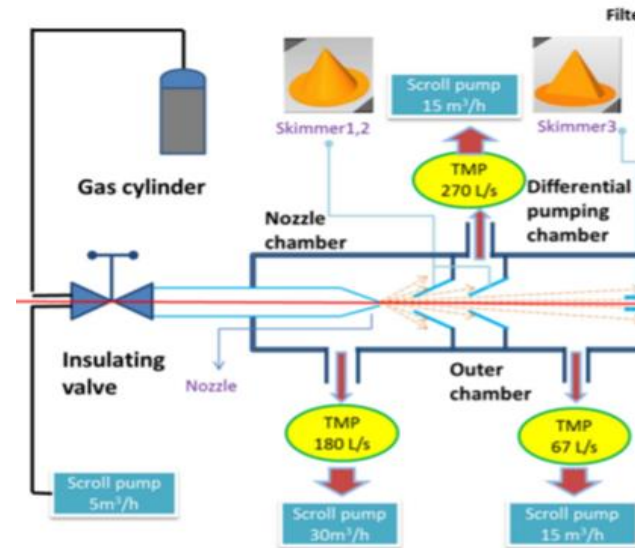 Filte
Scroll pump
15 m³/h
Skimmer1,2
Skimmer3
TMP
270 L/s
Gas cylinder
Differential
pumping
chamber
Nozzle
chamber
Insulating
valve
Nozzle
Outer
chamber
TMP
180 L/s
TMP
67 L/s
Scroll pump
5m³/h
Scroll pump
30m³/h
Scroll pump
15 m³/h